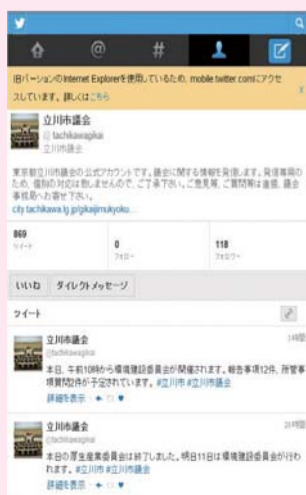 @
#
旧バージョンのInternet Explorerを使用しているため、mobile twitter.comにアクセ
スしています。詳しくはこちら
x
立川市議会
@tachikawagikai
立川市議会
東京都立川市議会の公式アカウントです。議会に関する情報を発信します。発信専用の
ため、個別の対応は致しませんので、ご了承下さい。ご意見等、ご質問等は直接、議会
事務局へお寄せ下さい。
city.tachikawa.lg.jp/gikaijimukyoku...
869
ツイート
0
フォロー
118
フォロワー
いいね ダイレクトメッセージ
ツイート
立川市議会
@tachikawagikai
本日、午前10時から環境建設委員会が開催されます。報告事項12件、所管事
項質問2件が予定されています。 #立川市 #立川市議会
詳細を表示
立川市議会
@tachikawagikai
本日の厚生産業委員会は終了しました。明日11日は環境建設委員会が行わ
れます。 #立川市 #立川市議会
詳細を表示